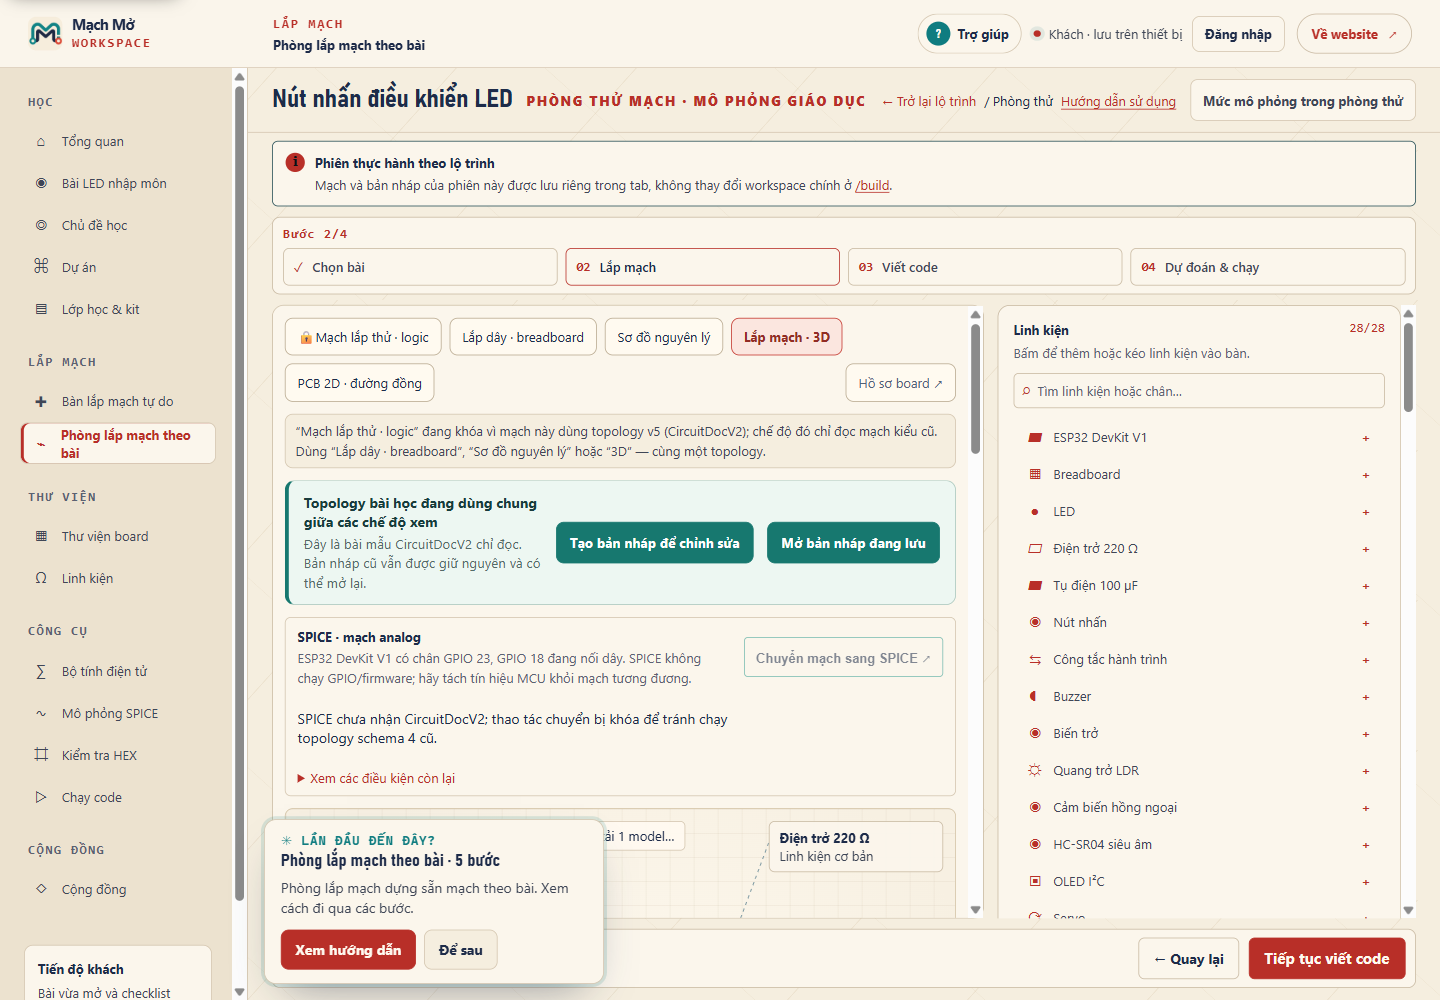 Mạch Mở
WORKSPACE
LẮP MẠCH
Phòng lắp mạch theo bài
? Trợ giúp
Khách · lưu trên thiết bị
Đăng nhập
Về website ↗
HỌC
Tổng quan
Bài LED nhập môn
Chủ đề học
Dự án
Lớp học & kit
LẮP MẠCH
Bàn lắp mạch tự do
Phòng lắp mạch theo
bài
THƯ VIỆN
Thư viện board
Linh kiện
CÔNG CỤ
Bộ tính điện tử
Mô phỏng SPICE
Kiểm tra HEX
Chạy code
CỘNG ĐỒNG
Cộng đồng
Tiến độ khách
Bài vừa mở và checklist
Nút nhấn điều khiển LED
PHÒNG THỬ MẠCH · MÔ PHỎNG GIÁO DỤC
← Trở lại lộ trình / Phòng thử Hướng dẫn sử dụng
Mức mô phỏng trong phòng thử
Phiên thực hành theo lộ trình
Mạch và bản nháp của phiên này được lưu riêng trong tab, không thay đổi workspace chính ở /build.
Bước 2/4
✓ Chọn bài
02 Lắp mạch
03 Viết code
04 Dự đoán & chạy
🔒 Mạch lắp thử · logic
Lắp dây · breadboard
Sơ đồ nguyên lý
Lắp mạch · 3D
PCB 2D · đường đồng
Hồ sơ board ↗
“Mạch lắp thử · logic” đang khóa vì mạch này dùng topology v5 (CircuitDocV2); chế độ đó chỉ đọc mạch kiểu cũ.
Dùng “Lắp dây · breadboard”, “Sơ đồ nguyên lý” hoặc “3D” — cùng một topology.
Topology bài học đang dùng chung
giữa các chế độ xem
Đây là bài mẫu CircuitDocV2 chỉ đọc.
Bản nháp cũ vẫn được giữ nguyên và có
thể mở lại.
Tạo bản nháp để chỉnh sửa
Mở bản nháp đang lưu
SPICE · mạch analog
ESP32 DevKit V1 có chân GPIO 23, GPIO 18 đang nối dây. SPICE không
chạy GPIO/firmware; hãy tách tín hiệu MCU khỏi mạch tương đương.
Chuyển mạch sang SPICE ↗
SPICE chưa nhận CircuitDocV2; thao tác chuyển bị khóa để tránh chạy
topology schema 4 cũ.
▶ Xem các điều kiện còn lại
1 model...
Điện trở 220 Ω
Linh kiện cơ bản
✳ LẦN ĐẦU ĐẾN ĐÂY?
Phòng lắp mạch theo bài · 5 bước
Phòng lắp mạch dựng sẵn mạch theo bài. Xem
cách đi qua các bước.
Xem hướng dẫn
Để sau
Linh kiện
28/28
Bấm để thêm hoặc kéo linh kiện vào bàn.
Tìm linh kiện hoặc chân...
ESP32 DevKit V1 +
Breadboard +
LED +
Điện trở 220 Ω +
Tụ điện 100 µF +
Nút nhấn +
Công tắc hành trình +
Buzzer +
Biến trở +
Quang trở LDR +
Cảm biến hồng ngoại +
HC-SR04 siêu âm +
OLED I²C +
Servo +
← Quay lại
Tiếp tục viết code